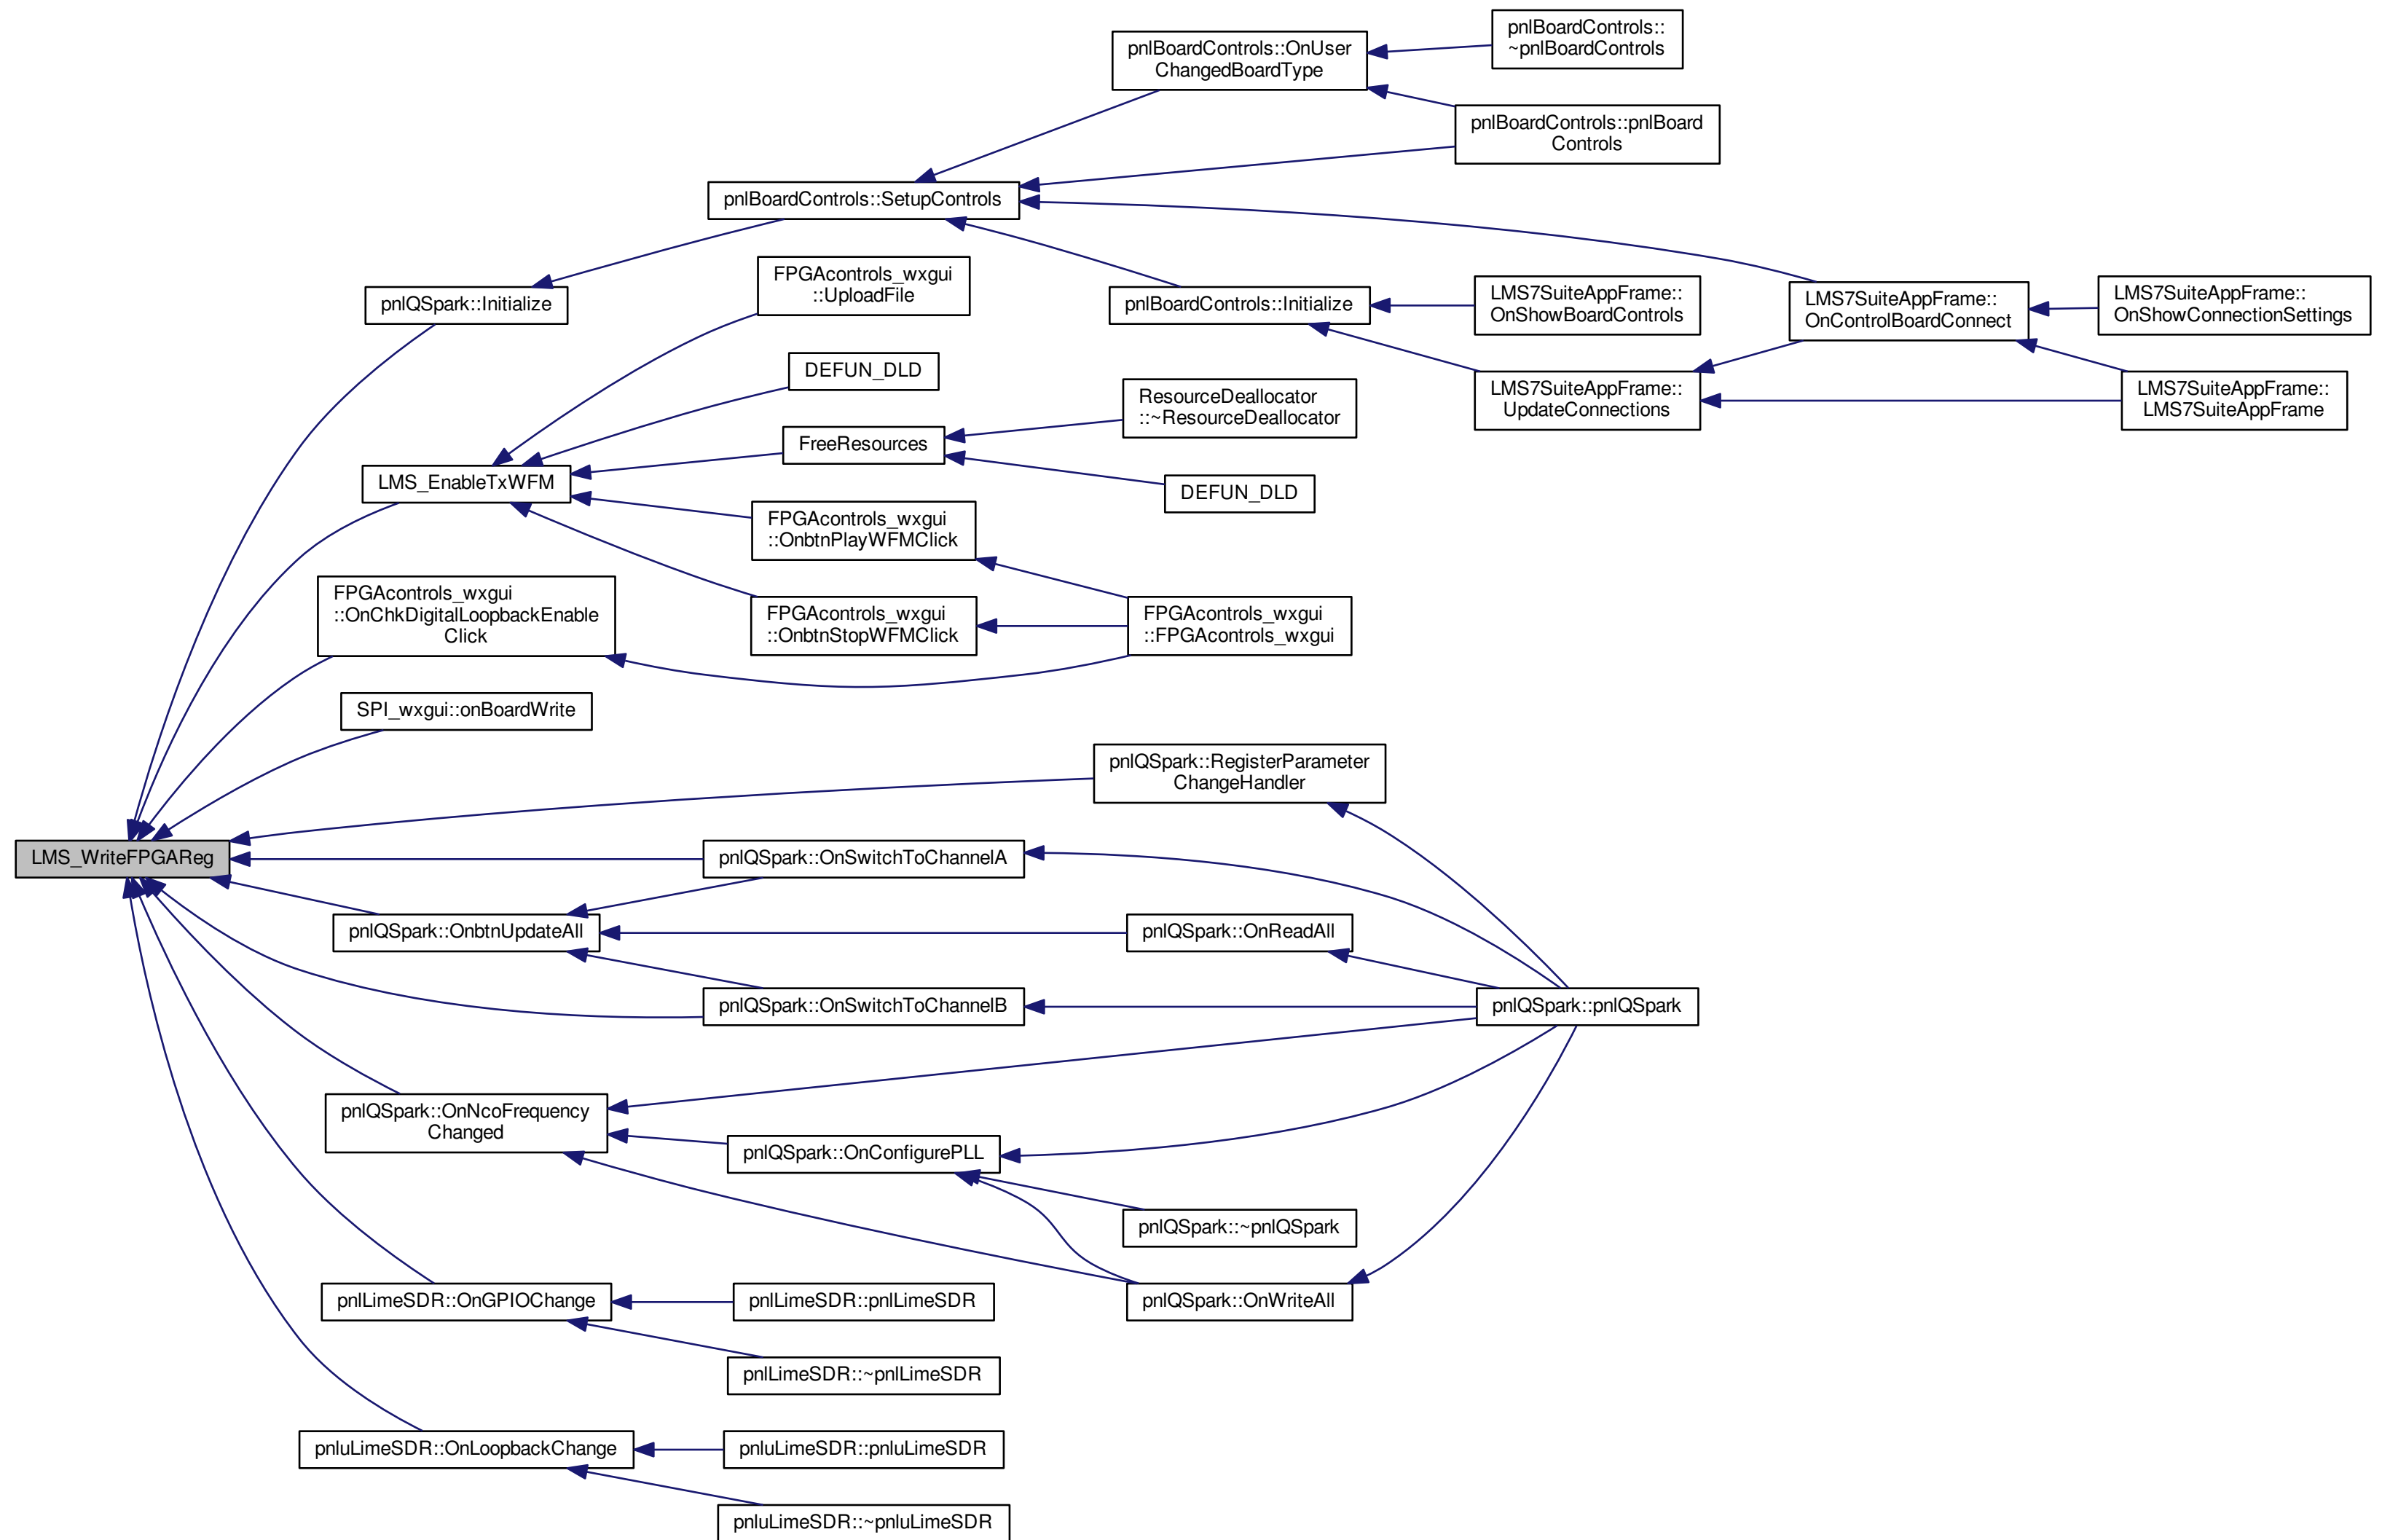 pnlBoardControls::
~pnlBoardControls
pnlBoardControls::OnUser
ChangedBoardType
pnlBoardControls::pnlBoard
Controls
pnlBoardControls::SetupControls
pnlQSpark::Initialize
FPGAcontrols_wxgui
::UploadFile
pnlBoardControls::Initialize
LMS7SuiteAppFrame::
OnShowBoardControls
LMS7SuiteAppFrame::
OnControlBoardConnect
LMS7SuiteAppFrame::
OnShowConnectionSettings
DEFUN_DLD
LMS7SuiteAppFrame::
UpdateConnections
LMS7SuiteAppFrame::
LMS7SuiteAppFrame
ResourceDeallocator
::~ResourceDeallocator
FreeResources
LMS_EnableTxWFM
DEFUN_DLD
FPGAcontrols_wxgui
::OnbtnPlayWFMClick
FPGAcontrols_wxgui
::OnChkDigitalLoopbackEnable
Click
FPGAcontrols_wxgui
::OnbtnStopWFMClick
FPGAcontrols_wxgui
::FPGAcontrols_wxgui
SPI_wxgui::onBoardWrite
pnlQSpark::RegisterParameter
ChangeHandler
LMS_WriteFPGAReg
pnlQSpark::OnSwitchToChannelA
pnlQSpark::OnbtnUpdateAll
pnlQSpark::OnReadAll
pnlQSpark::OnSwitchToChannelB
pnlQSpark::pnlQSpark
pnlQSpark::OnNcoFrequency
Changed
pnlQSpark::OnConfigurePLL
pnlQSpark::~pnlQSpark
pnlLimeSDR::OnGPIOChange
pnlLimeSDR::pnlLimeSDR
pnlQSpark::OnWriteAll
pnlLimeSDR::~pnlLimeSDR
pnluLimeSDR::OnLoopbackChange
pnluLimeSDR::pnluLimeSDR
pnluLimeSDR::~pnluLimeSDR